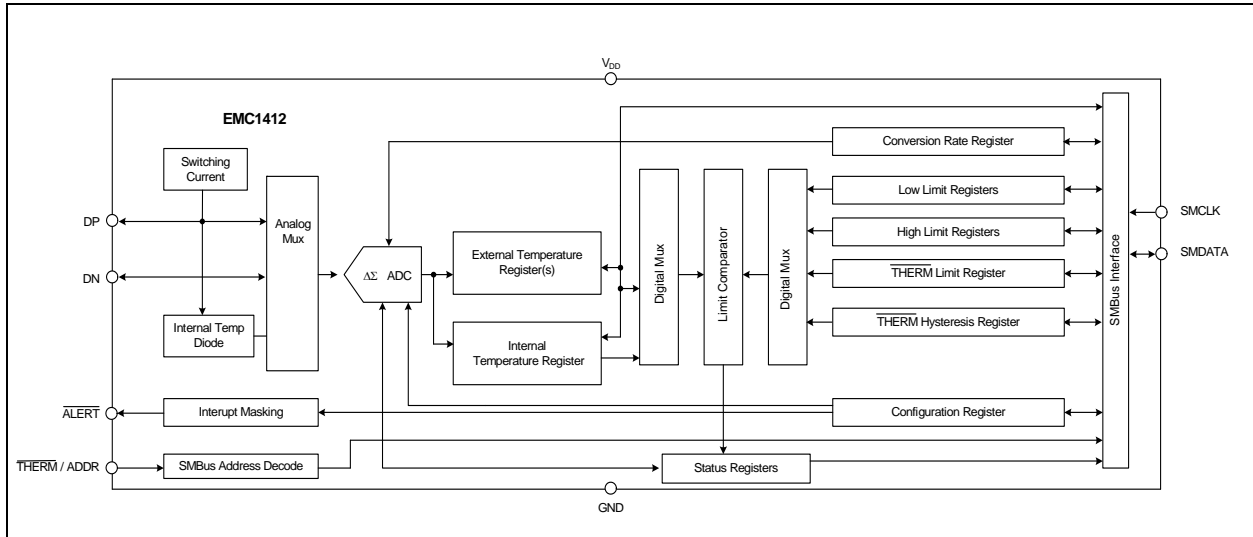 V_DD
EMC1412
Switching
Current
Conversion Rate Register
Low Limit Registers
Analog
Mux
DP
SMCLK
High Limit Registers
External Temperature
Register(s)
ΔΣ ADC
Digital Mux
Limit Comparator
Digital Mux
SMBus Interface
SMDATA
DN
THERM Limit Register
Internal Temp
Diode
Internal
Temperature Register
THERM Hysteresis Register
ALERT
Interupt Masking
Configuration Register
THERM / ADDR
SMBus Address Decode
Status Registers
GND